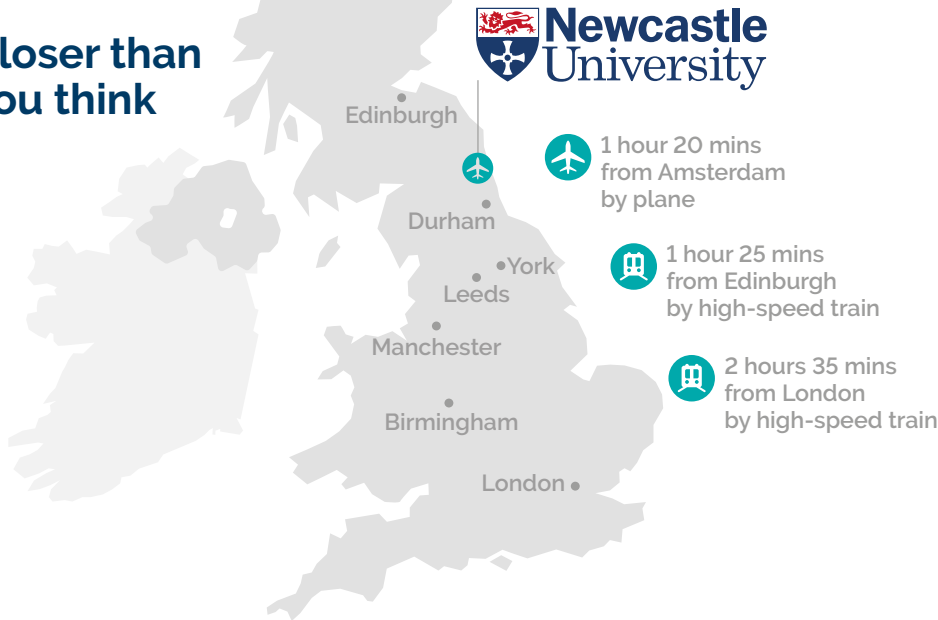 loser than
ou think
Newcastle
University
Edinburgh
1 hour 20 mins
from Amsterdam
by plane
Durham
York
1 hour 25 mins
from Edinburgh
by high-speed train
Leeds
Manchester
2 hours 35 mins
from London
by high-speed train
Birmingham
London